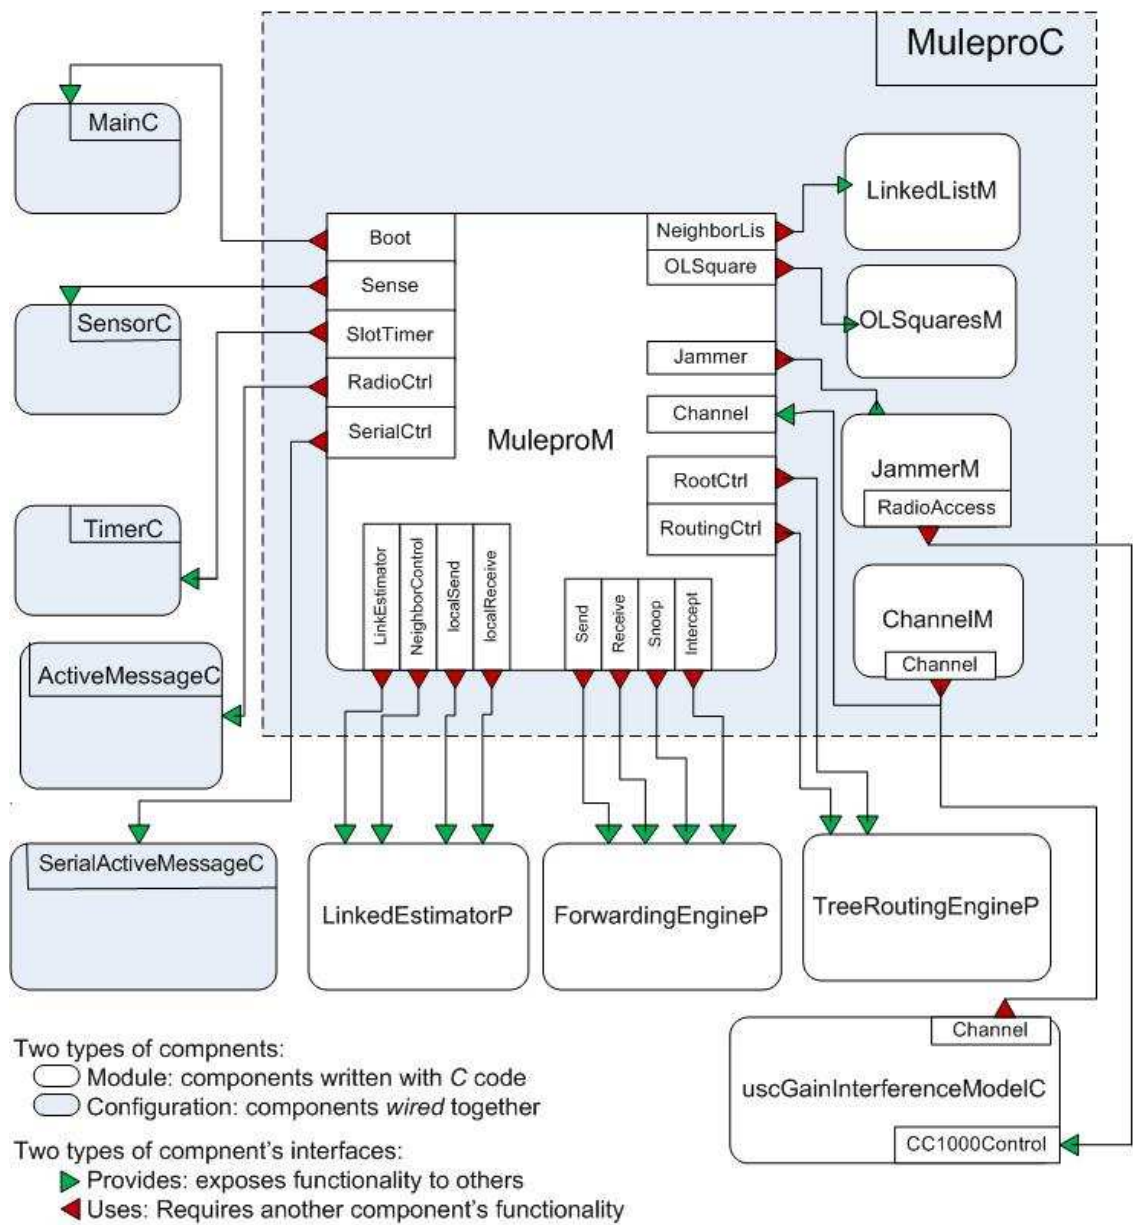 MuleproC
MainC
LinkedListM
Boot
NeighborLis
OLSquare
Sense
SensorC
SlotTimer
OLSquaresM
Jammer
RadioCtrl
Channel
SerialCtrl
MuleproM
JammerM
RootCtrl
RadioAccess
TimerC
RoutingCtrl
LinkEstimator
NeighborControl
localSend
localReceive
Send
Receive
Snoop
Intercept
ChannelM
Channel
ActiveMessageC
SerialActiveMessageC
LinkedEstimatorP
ForwardingEngineP
TreeRoutingEngineP
Channel
uscGainInterferenceModelC
CC1000Control
Two types of compnents:
Module: components written with C code
Configuration: components wired together
Two types of compnent's interfaces:
Provides: exposes functionality to others
Uses: Requires another component's functionality